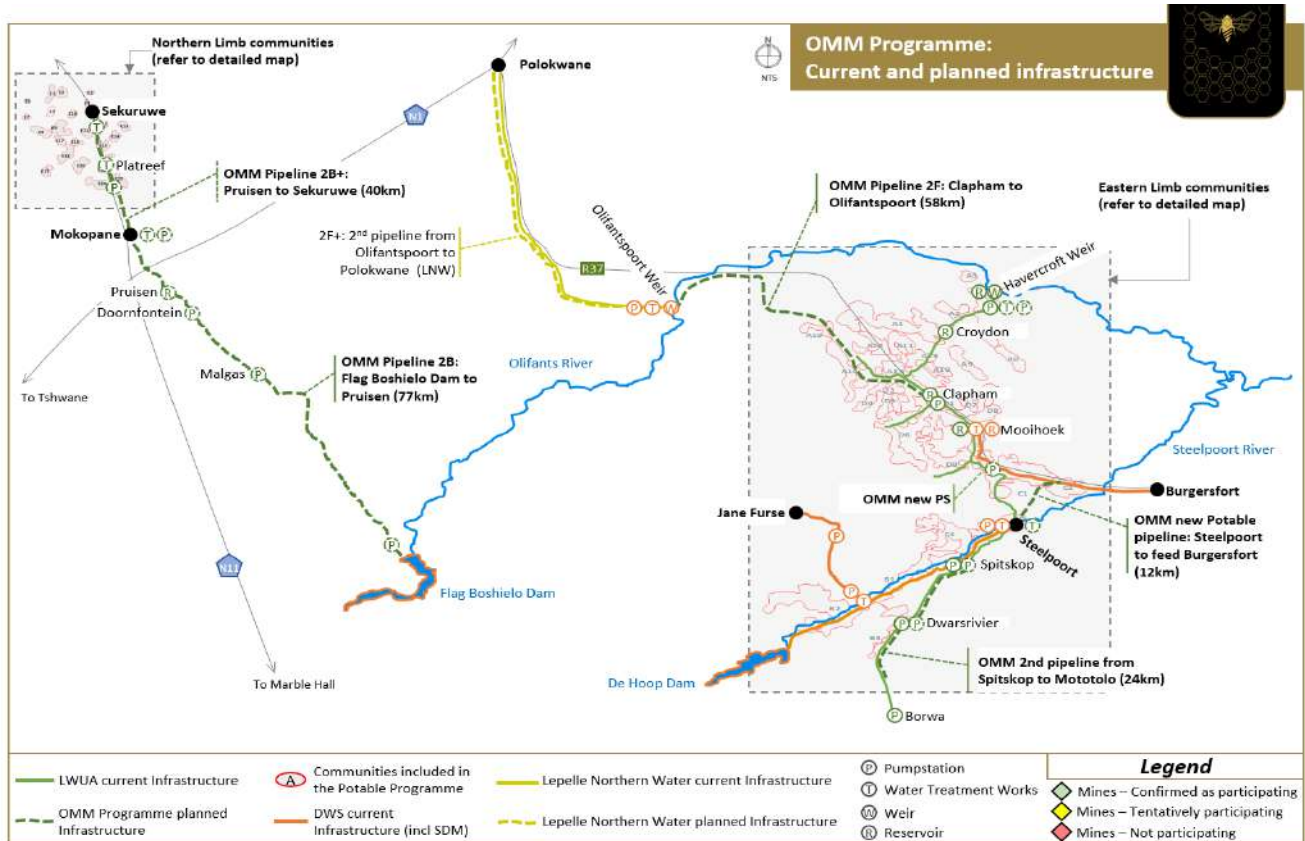 OMM Programme:
Current and planned infrastructure
N
NTS
Northern Limb communities
(refer to detailed map)
Polokwane
Sekuruwe
T
N1
T
Platreef
P
OMM Pipeline 2B+:
Pruisen to Sekuruwe (40km)
OMM Pipeline 2F: Clapham to
Olifantspoort (58km)
Eastern Limb communities
(refer to detailed map)
Mokopane
T P
2F+: 2nd pipeline from
Olifantspoort to
Polokwane (LNW)
Olifantspoort Weir
R37
Havercroft Weir
R W
P T P
Pruisen R
Doornfontein P
P T W
R Croydon
Malgas P
OMM Pipeline 2B:
Flag Boshielo Dam to
Pruisen (77km)
Olifants River
To Tshwane
R Clapham
P
R T R Mooihoek
Steelpoort River
P
OMM new PS
Burgersfort
Jane Furse
P
P T T
Steelpoort
OMM new Potable
pipeline: Steelpoort
to feed Burgersfort
(12km)
P
P P Spitskop
N11
Flag Boshielo Dam
P
T
P P Dwarsrivier
OMM 2nd pipeline from
Spitskop to Mototolo (24km)
To Marble Hall
De Hoop Dam
P Borwa
LWUA current Infrastructure
OMM Programme planned
Infrastructure
A Communities included in
the Potable Programme
DWS current
Infrastructure (incl SDM)
Lepelle Northern Water current Infrastructure
Lepelle Northern Water planned Infrastructure
P Pumpstation
T Water Treatment Works
W Weir
R Reservoir
Legend
Mines – Confirmed as participating
Mines – Tentatively participating
Mines – Not participating